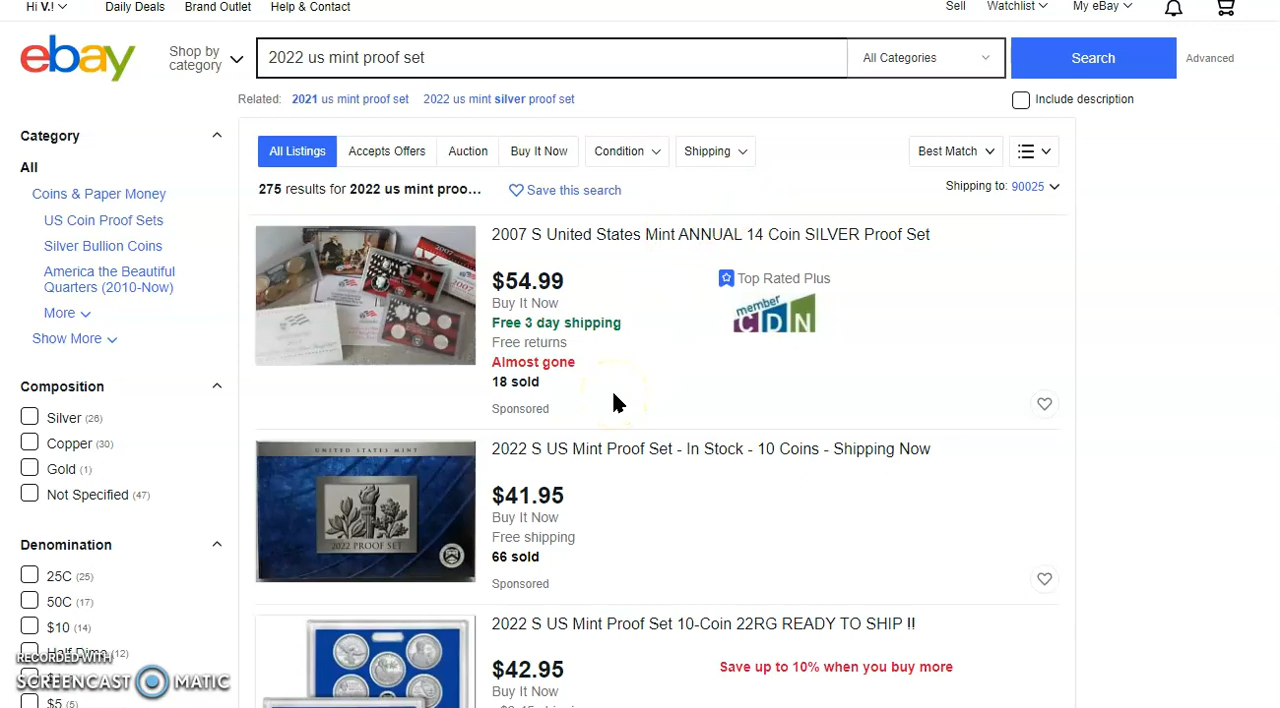 Hi V.!
Daily Deals
Brand Outlet
Help & Contact
Sell
Watchlist
My eBay
ebay
Shop by
category
2022 us mint proof set
All Categories
Search
Advanced
Related: 2021 us mint proof set 2022 us mint silver proof set
Include description
Category
All
Coins & Paper Money
US Coin Proof Sets
Silver Bullion Coins
America the Beautiful
Quarters (2010-Now)
More
Show More
Composition
Silver (26)
Copper (30)
Gold (1)
Not Specified (47)
Denomination
25C (25)
50C (17)
$10 (14)
Half Dime (12)
$5 (5)
All Listings
Accepts Offers
Auction
Buy It Now
Condition
Shipping
Best Match
275 results for 2022 us mint proo...
Save this search
Shipping to: 90025
2007 S United States Mint ANNUAL 14 Coin SILVER Proof Set
$54.99
Buy It Now
Free 3 day shipping
Free returns
Almost gone
18 sold
Sponsored
Top Rated Plus
member
CDN
2022 S US Mint Proof Set - In Stock - 10 Coins - Shipping Now
$41.95
Buy It Now
Free shipping
66 sold
Sponsored
UNITED STATES MINT
2022 PROOF SET
2022 S US Mint Proof Set 10-Coin 22RG READY TO SHIP !!
$42.95
Buy It Now
Save up to 10% when you buy more
RECORDED WITH
SCREENCAST MATIC